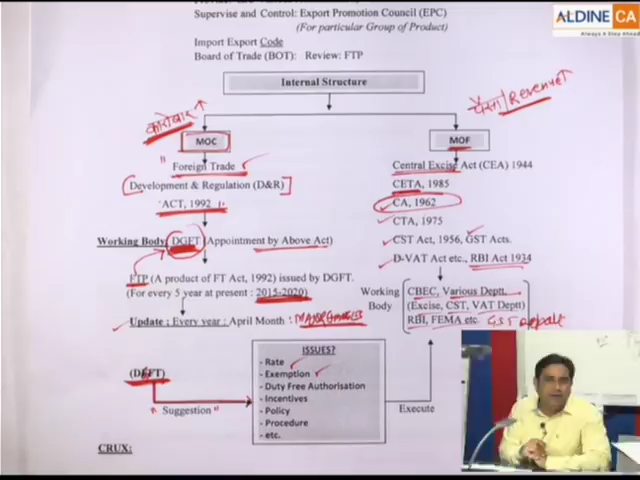 Supervise and Control: Export Promotion Council (EPC)
(For particular Group of Product)
Import Export Code
Board of Trade (BOT): Review: FTP
ALDINE CA
Always A Step Ahead
Internal Structure
कारोबार
पैसा/Revenue
MOC
MOF
" Foreign Trade
Development & Regulation (D&R)
ACT, 1992 "
Working Body: DGFT (Appointment by Above Act)
FTP (A product of FT Act, 1992) issued by DGFT.
(For every 5 year at present : 2015-2020)
Update : Every year : April Month :
Central Excise Act (CEA) 1944
CETA, 1985
CA, 1962
CTA, 1975
CST Act, 1956, GST Acts.
D-VAT Act etc., RBI Act 1934
Working Body
CBEC, Various Deptt.
(Excise, CST, VAT Deptt)
RBI, FEMA etc. GST
ISSUES?
- Rate
- Exemption
- Duty Free Authorisation
- Incentives
- Policy
- Procedure
- etc.
(DGFT)
" Suggestion "
Execute
CRUX: